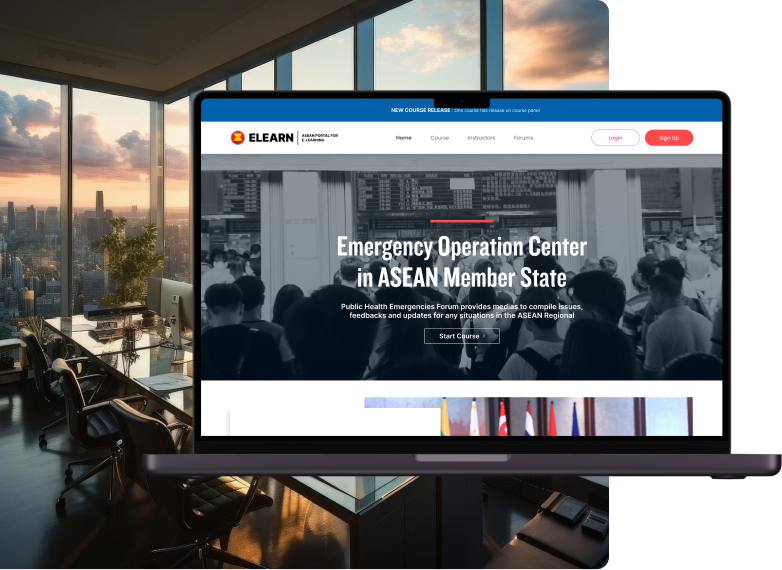 NEW COURSE RELEASE : One course has release on course panel
ELEARN
ASEAN PORTAL FOR
E-LEARNING
Home
Course
Instructors
Forums
Login
Sign Up
Emergency Operation Center
in ASEAN Member State
Public Health Emergencies Forum provides medias to compile issues,
feedbacks and updates for any situations in the ASEAN Regional
Start Course